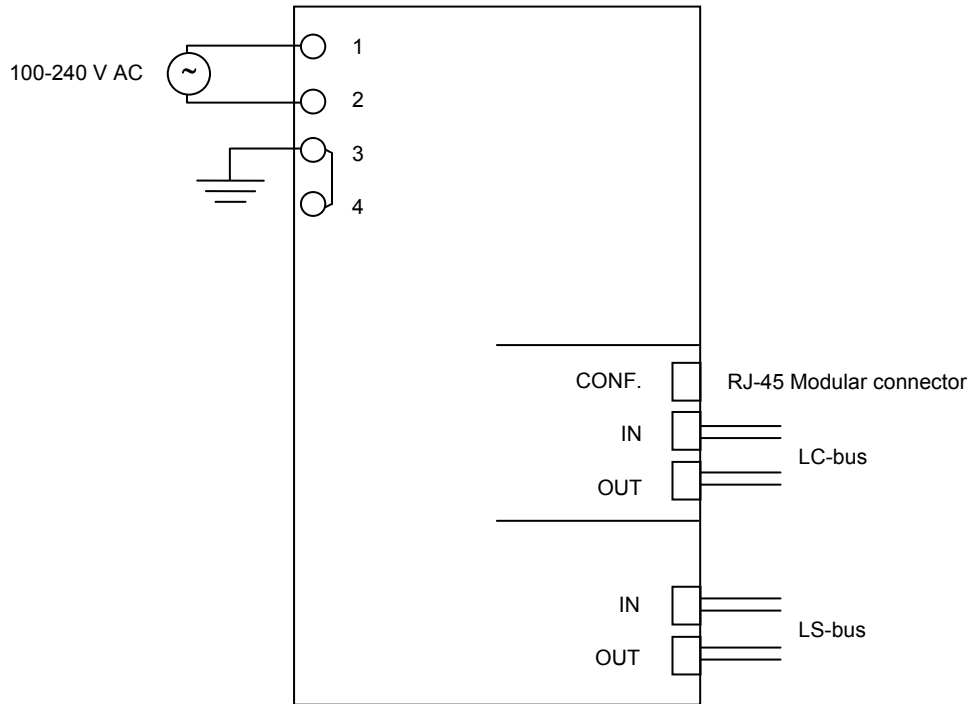 100-240 V AC
~
1
2
3
4
CONF.
RJ-45 Modular connector
IN
LC-bus
OUT
IN
LS-bus
OUT